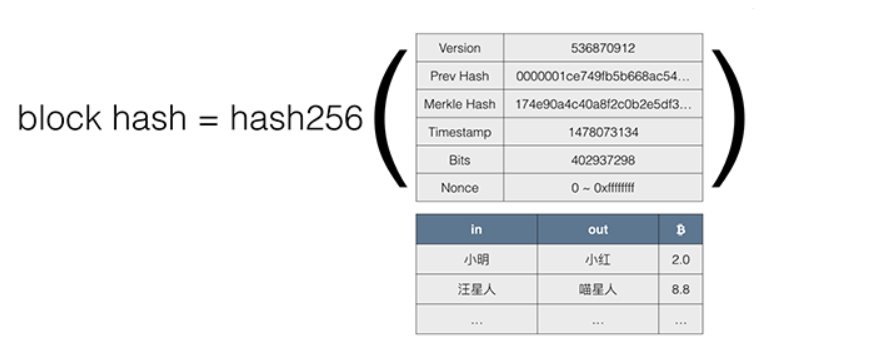 block hash = hash256
Version 536870912
Prev Hash 0000001ce749fb5b668ac54...
Merkle Hash 174e90a4c40a8f2c0b2e5df3...
Timestamp 1478073134
Bits 402937298
Nonce 0 ~ 0xffffffff
in out ₿
小明 小红 2.0
汪星人 喵星人 8.8
... ... ...